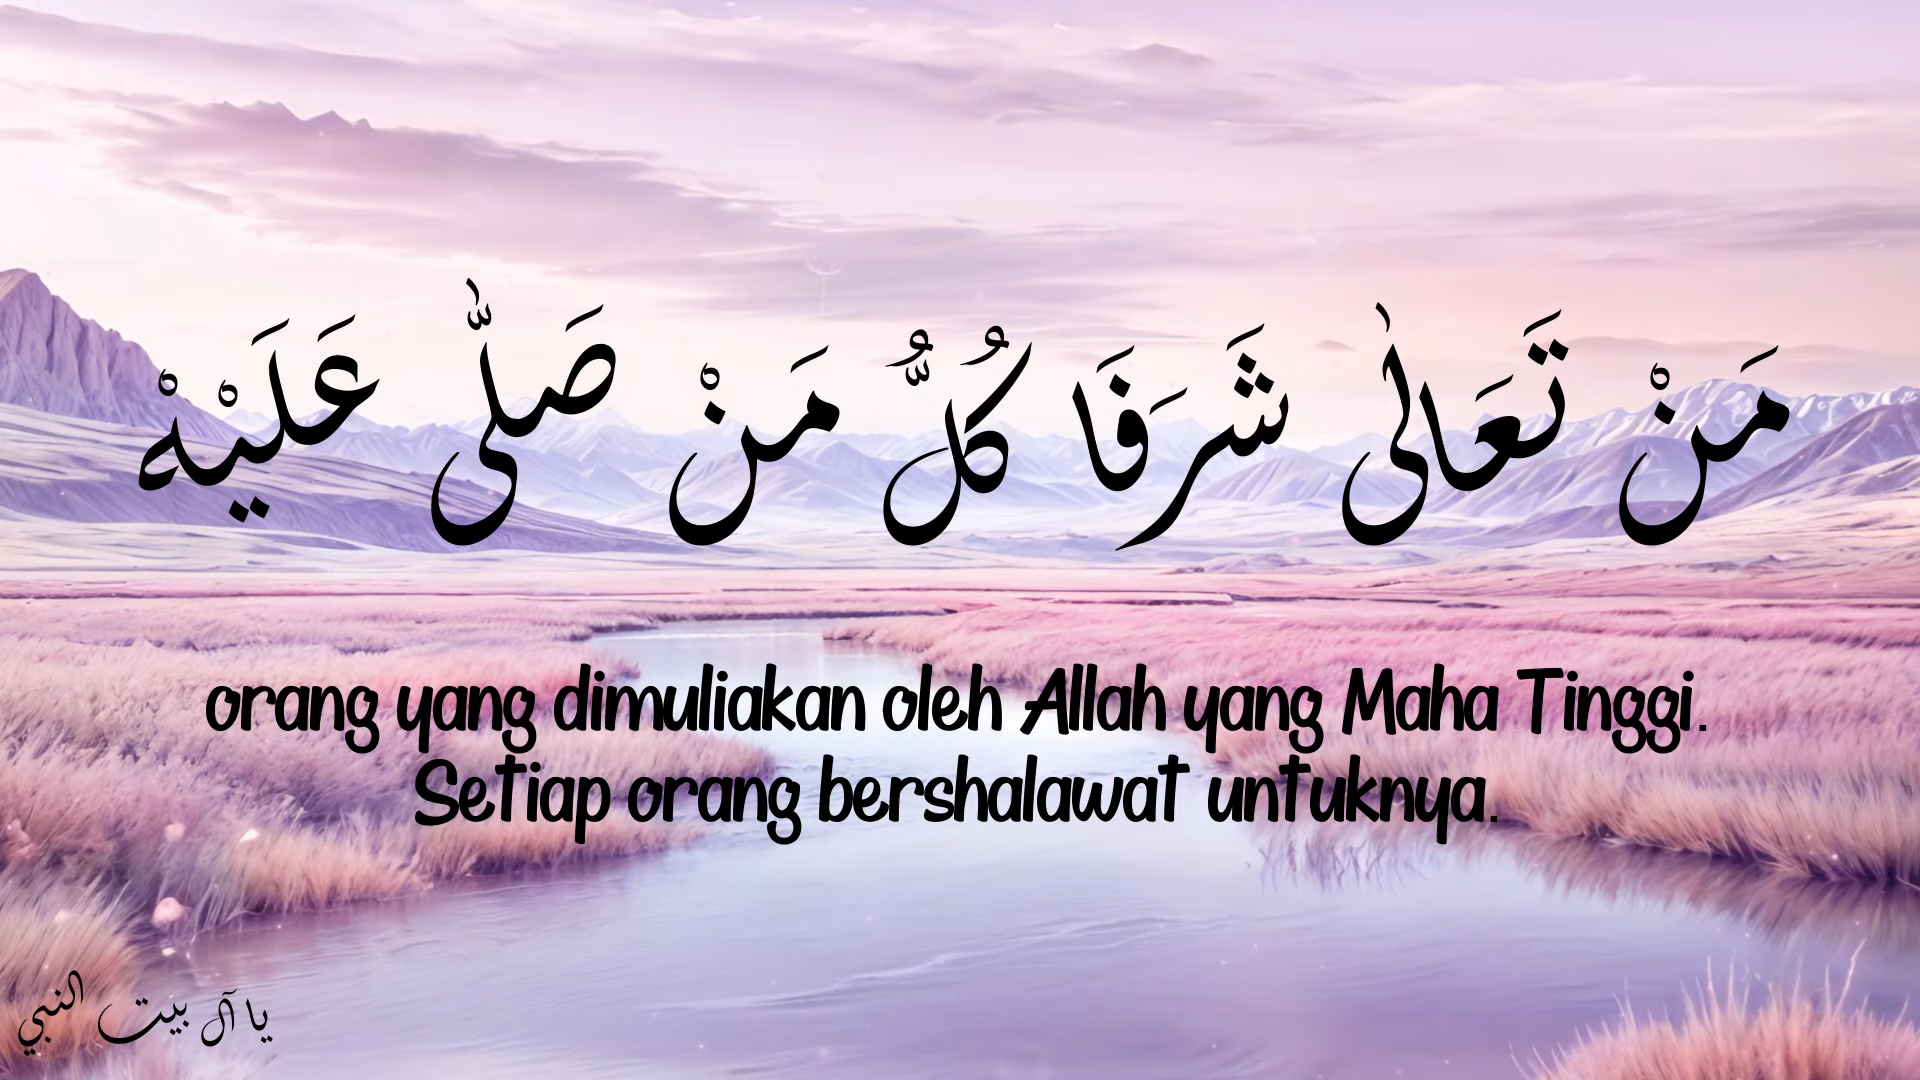 مَنْ تَعَالٰى شَرَفَا كُلُّ مَنْ صَلّٰى عَلَيْهْ
orang yang dimuliakan oleh Allah yang Maha Tinggi.
Setiap orang bershalawat untuknya.
يا آل بيت النبي